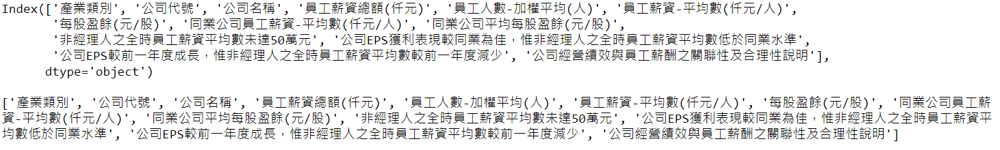 Index(['產業類別', '公司代號', '公司名稱', '員工薪資總額(仟元)', '員工人數-加權平均(人)', '員工薪資-平均數(仟元/人)',
'每股盈餘(元/股)', '同業公司員工薪資-平均數(仟元/人)', '同業公司平均每股盈餘(元/股)',
'非經理人之全時員工薪資平均數未達50萬元', '公司EPS獲利表現較同業為佳，惟非經理人之全時員工薪資平均數低於同業水準',
'公司EPS較前一年度成長，惟非經理人之全時員工薪資平均數較前一年度減少', '公司經營績效與員工薪酬之關聯性及合理性說明'],
dtype='object')
['產業類別', '公司代號', '公司名稱', '員工薪資總額(仟元)', '員工人數-加權平均(人)', '員工薪資-平均數(仟元/人)', '每股盈餘(元/股)', '同業公司員工薪
資-平均數(仟元/人)', '同業公司平均每股盈餘(元/股)', '非經理人之全時員工薪資平均數未達50萬元', '公司EPS獲利表現較同業為佳，惟非經理人之全時員工薪資平
均數低於同業水準', '公司EPS較前一年度成長，惟非經理人之全時員工薪資平均數較前一年度減少', '公司經營績效與員工薪酬之關聯性及合理性說明']